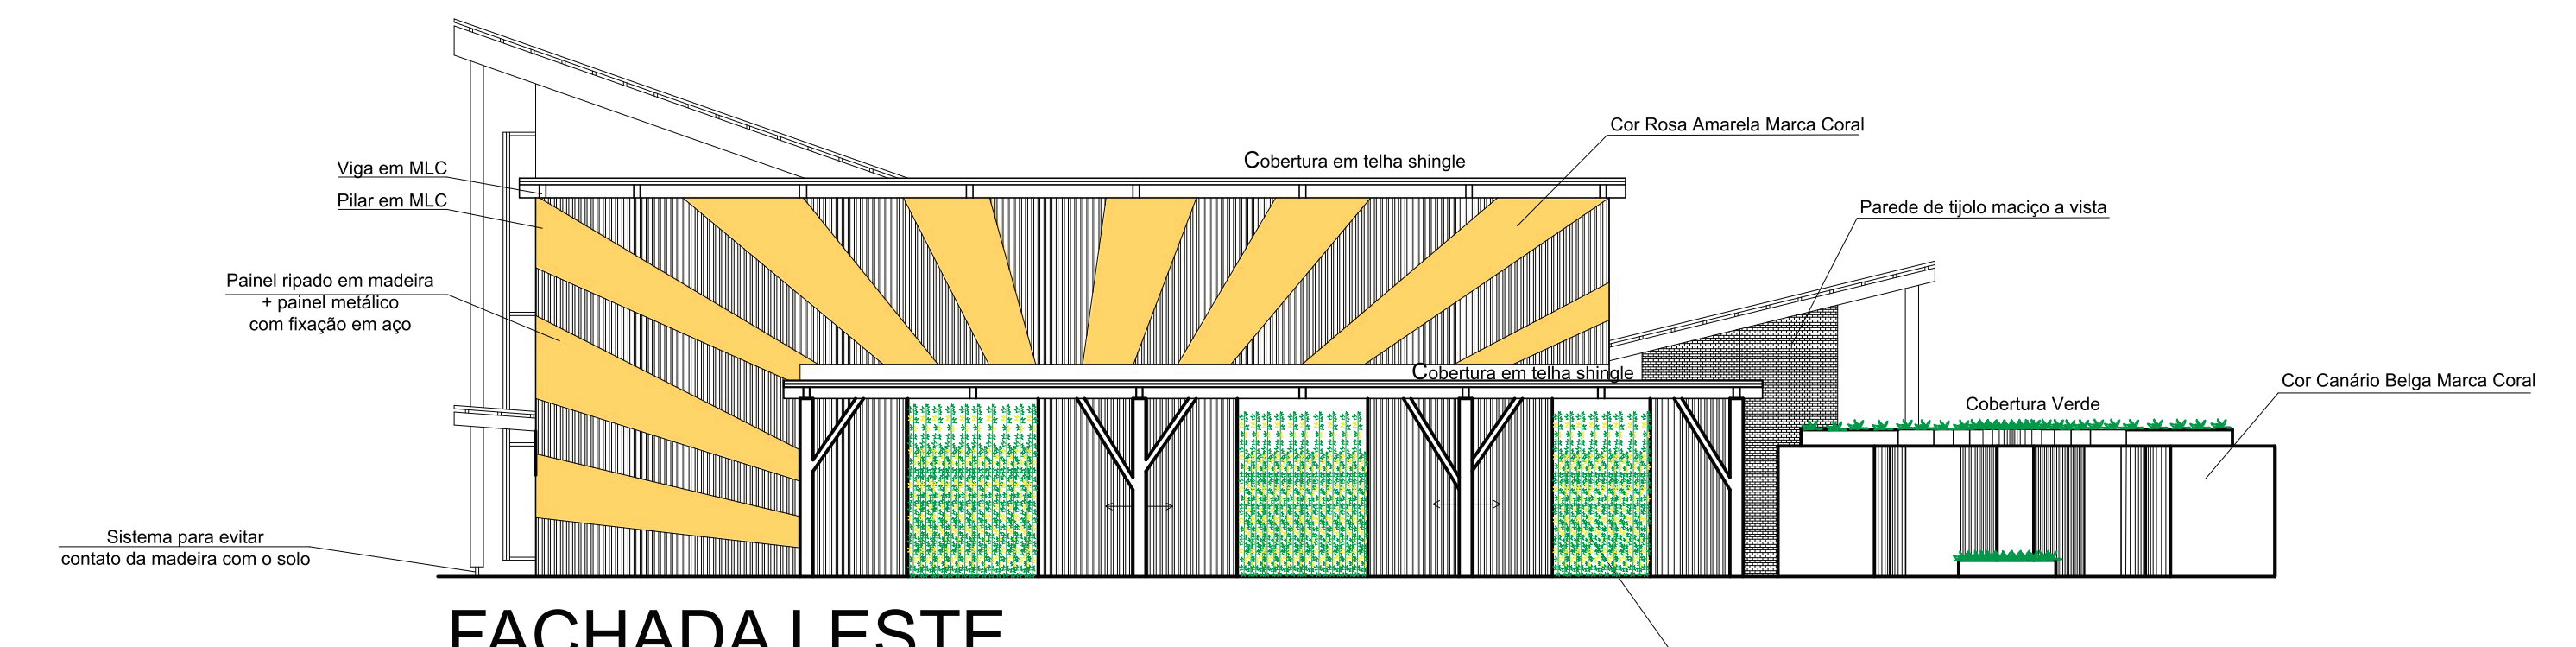 Cor Rosa Amarela Marca Coral
Cobertura em telha shingle
Viga em MLC
Pilar em MLC
Parede de tijolo maciço a vista
Painel ripado em madeira
+ painel metálico
com fixação em aço
Cobertura em telha shingle
Cor Canário Belga Marca Coral
Cobertura Verde
Sistema para evitar
contato da madeira com o solo
FACHADA LESTE